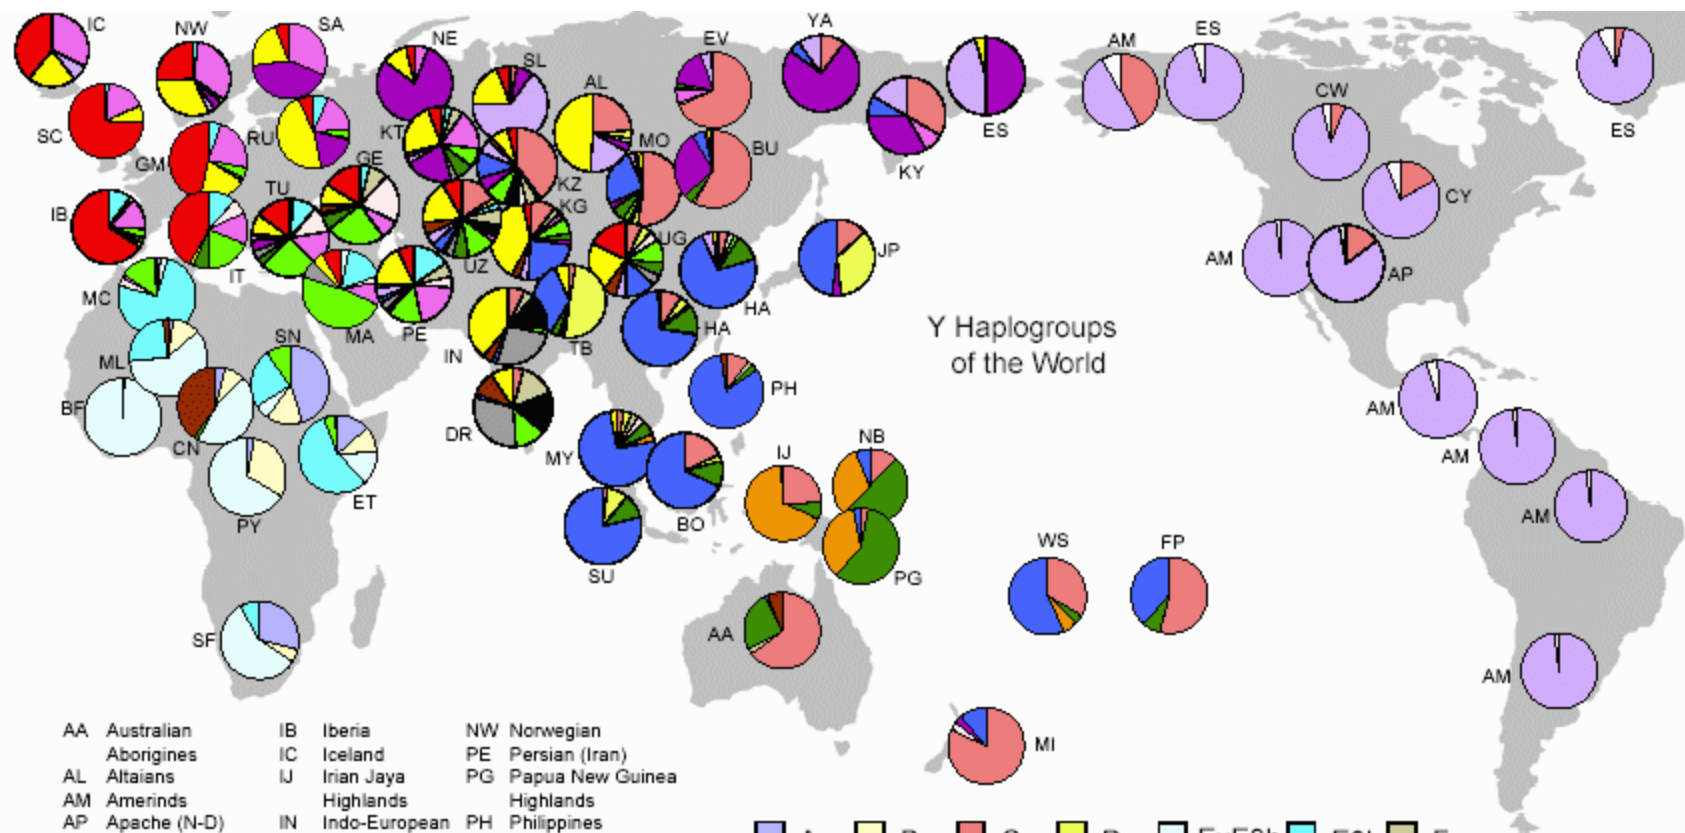 IC
NW
SA
NE
SL
EV
YA
ES
AM
ES
CW
ES
SC
GM
RU
KT
AL
MO
BU
KY
CY
IB
TU
GE
KZ
KG
UG
JP
AM
AP
MC
IT
UZ
HA
ML
SN
MA
PE
IN
TB
HA
Y Haplogroups
of the World
BF
CN
DR
PH
AM
MY
IJ
NB
AM
PY
ET
SU
BO
PG
WS
FP
AM
SF
AA
AM
MI
AA Australian IB Iberia NW Norwegian
Aborigines IC Iceland PE Persian (Iran)
AL Altaians IJ Irian Jaya PG Papua New Guinea
AM Amerinds Highlands Highlands
AP Apache (N-D) IN Indo-European PH Philippines